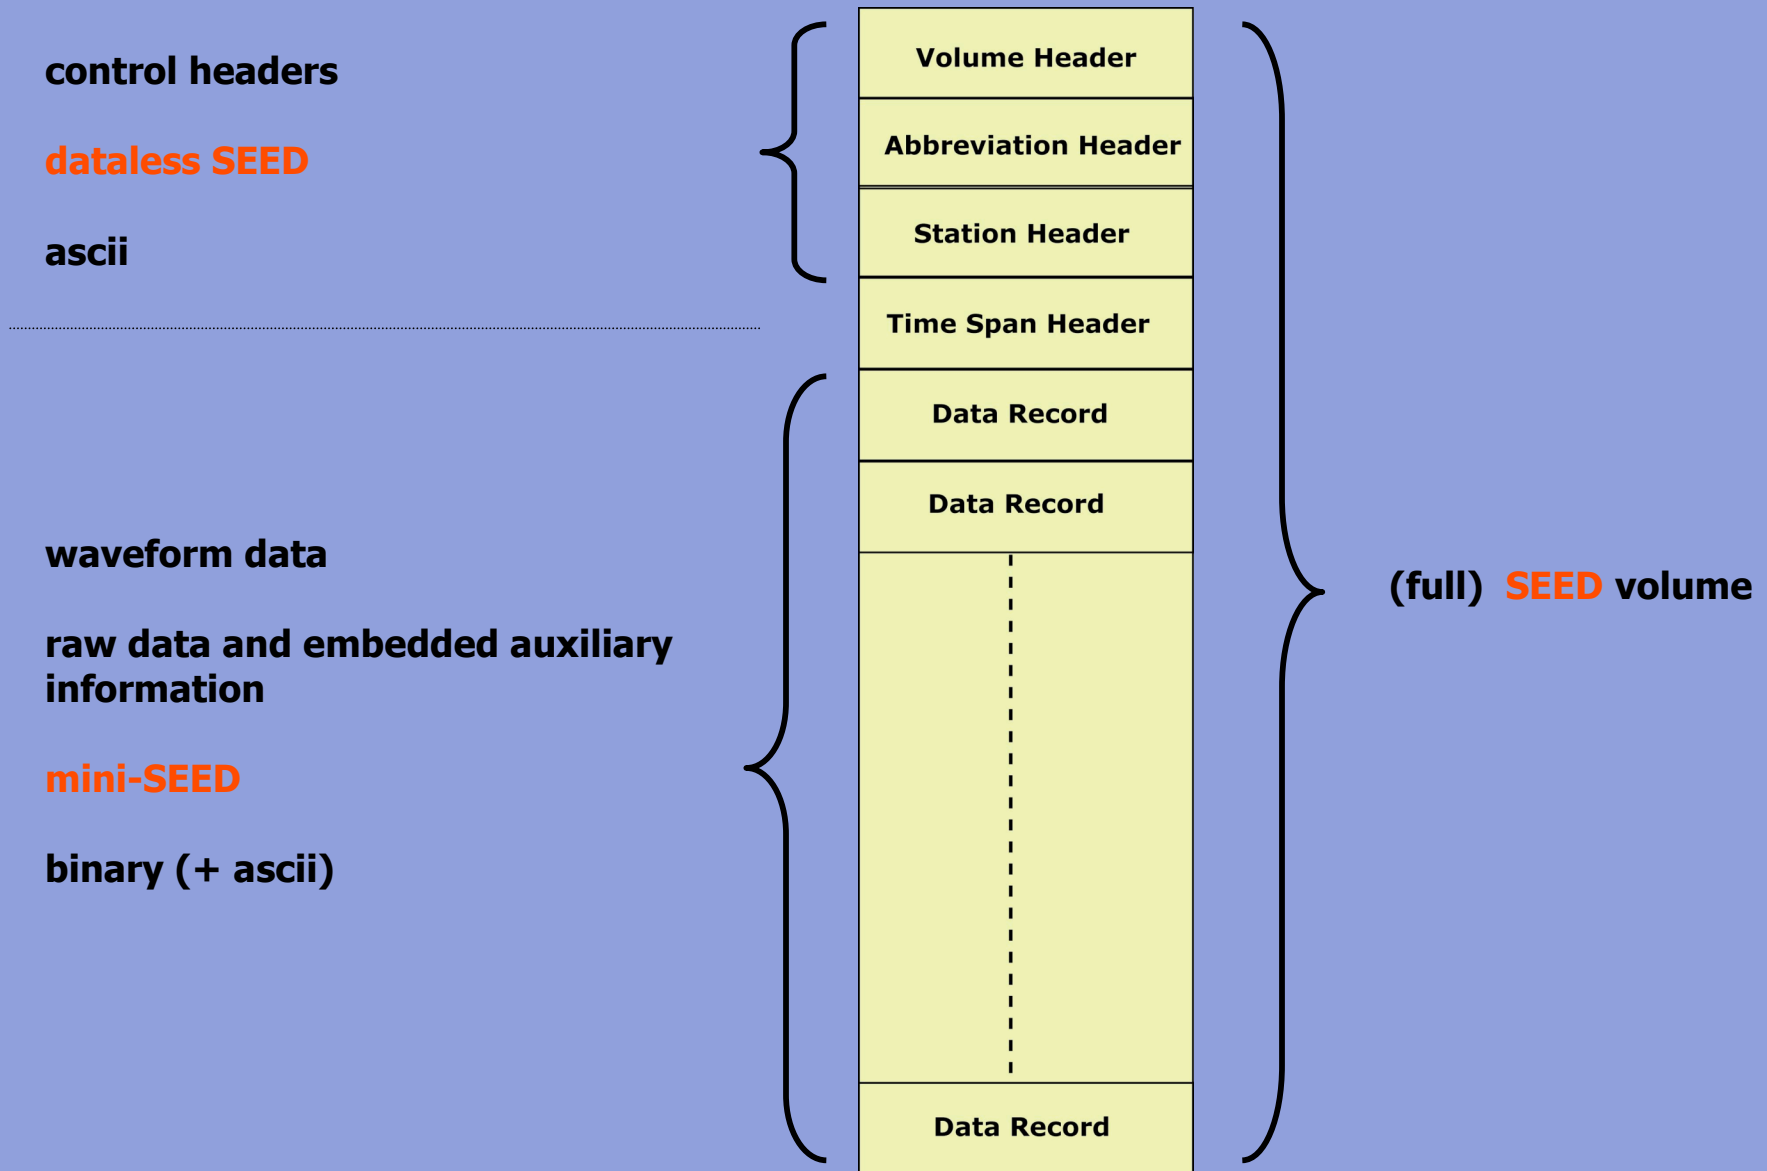 control headers
dataless SEED
ascii
waveform data
raw data and embedded auxiliary
information
mini-SEED
binary (+ ascii)
Volume Header
Abbreviation Header
Station Header
Time Span Header
Data Record
Data Record
Data Record
(full) SEED volume